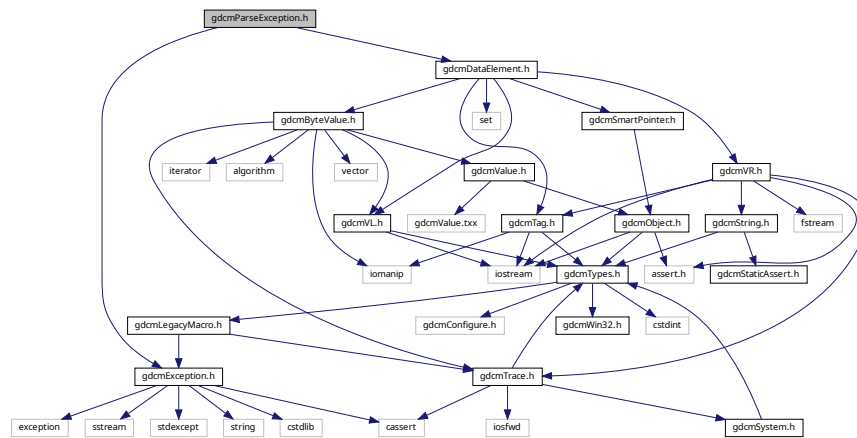 gdcmParseException.h
gdcmDataElement.h
gdcmByteValue.h
set
gdcmSmartPointer.h
iterator
algorithm
vector
gdcmValue.h
gdcmVR.h
gdcmVL.h
gdcmValue.txx
gdcmTag.h
gdcmObject.h
gdcmString.h
fstream
iomanip
iostream
gdcmTypes.h
assert.h
gdcmStaticAssert.h
gdcmLegacyMacro.h
gdcmConfigure.h
gdcmWin32.h
cstdint
gdcmException.h
gdcmTrace.h
exception
sstream
stdexcept
string
cstdlib
cassert
iosfwd
gdcmSystem.h